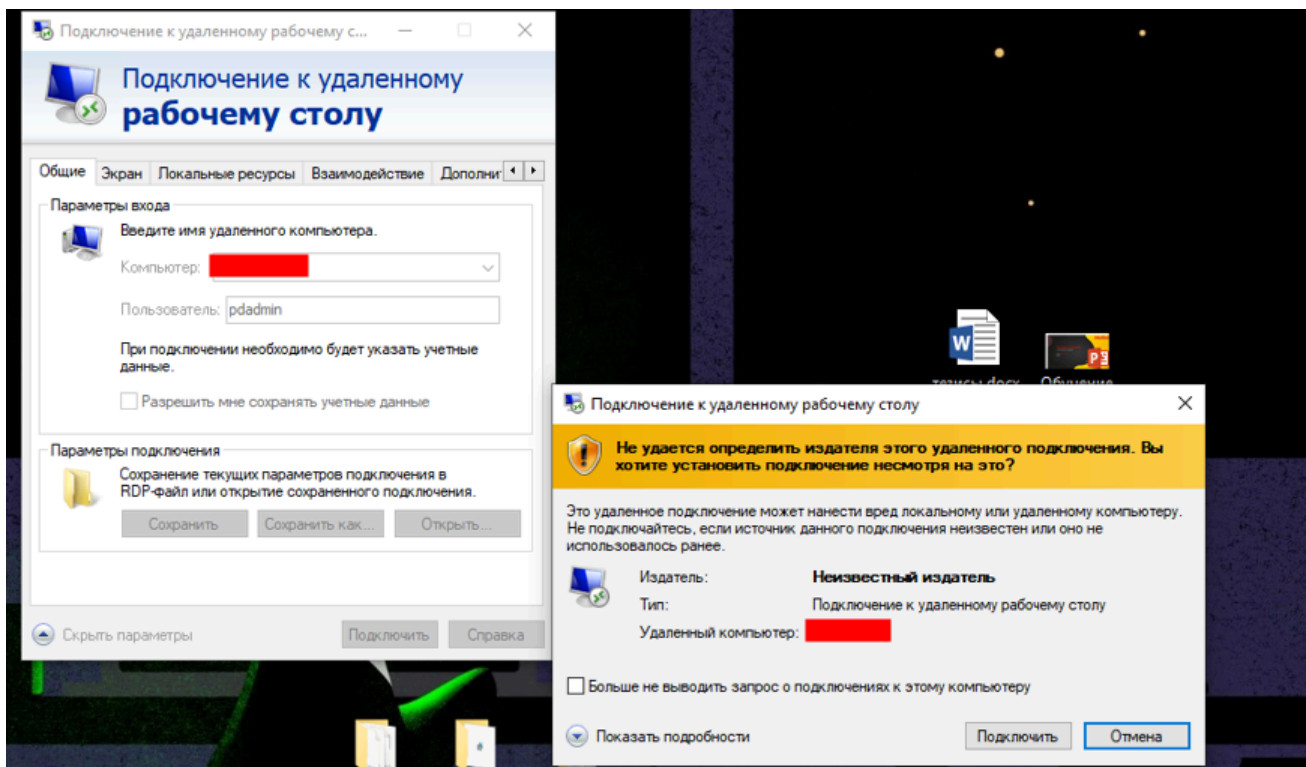 Подключение к удаленному рабочему с...
Подключение к удаленному
рабочему столу
Общие Экран Локальные ресурсы Взаимодействие Дополни
Параметры входа
Введите имя удаленного компьютера.
Компьютер:
Пользователь: pdadmin
При подключении необходимо будет указать учетные
данные.
Разрешить мне сохранять учетные данные
Параметры подключения
Сохранение текущих параметров подключения в
RDP-файл или открытие сохраненного подключения.
Сохранить Сохранить как... Открыть...
Скрыть параметры Подключить Справка
W
P
тезисы.docx Обучение
Подключение к удаленному рабочему столу
Не удается определить издателя этого удаленного подключения. Вы
хотите установить подключение несмотря на это?
Это удаленное подключение может нанести вред локальному или удаленному компьютеру.
Не подключайтесь, если источник данного подключения неизвестен или оно не
использовалось ранее.
Издатель: Неизвестный издатель
Тип: Подключение к удаленному рабочему столу
Удаленный компьютер:
Больше не выводить запрос о подключениях к этому компьютеру
Показать подробности Подключить Отмена